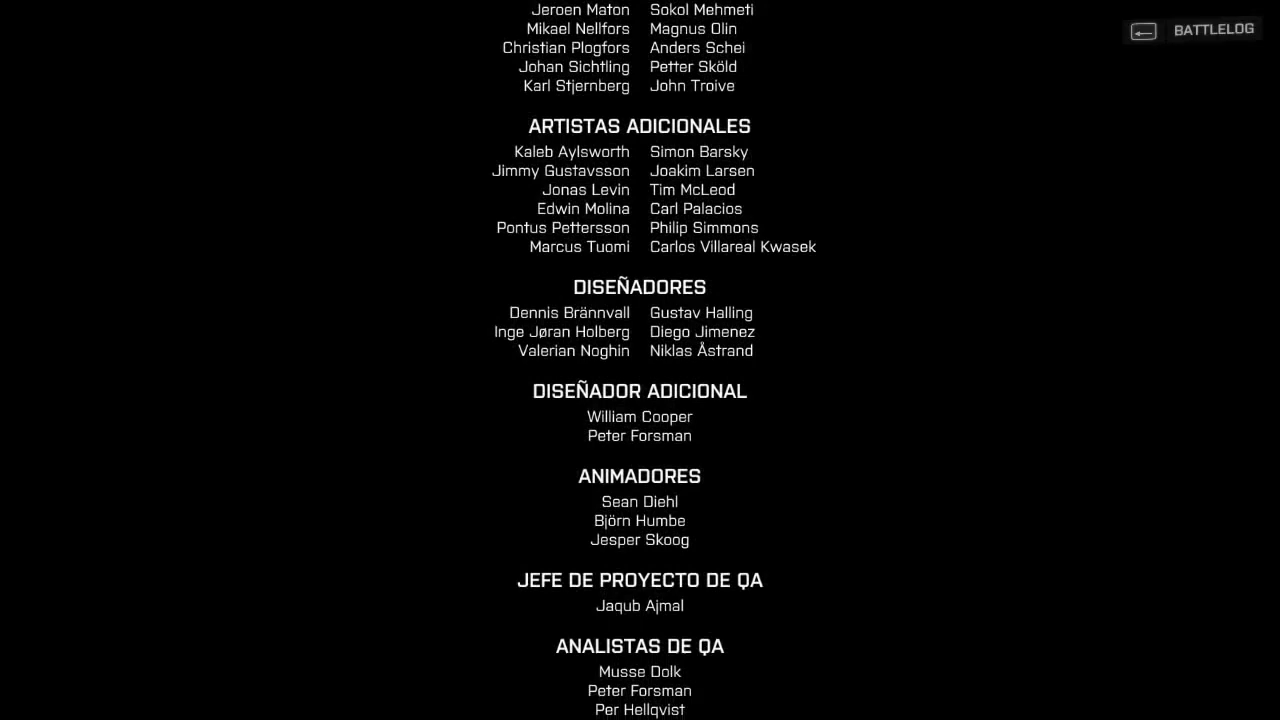 Jeroen Maton Sokol Mehmeti
BATTLELOG
Mikael Nellfors Magnus Olin
Christian Plogfors Anders Schei
Johan Sichtling Petter Sköld
Karl Stjernberg John Troive
ARTISTAS ADICIONALES
Kaleb Aylsworth Simon Barsky
Jimmy Gustavsson Joakim Larsen
Jonas Levin Tim McLeod
Edwin Molina Carl Palacios
Pontus Pettersson Philip Simmons
Marcus Tuomi Carlos Villareal Kwasek
DISEÑADORES
Dennis Brännvall Gustav Halling
Inge Jøran Holberg Diego Jimenez
Valerian Noghin Niklas Åstrand
DISEÑADOR ADICIONAL
William Cooper
Peter Forsman
ANIMADORES
Sean Diehl
Björn Humbe
Jesper Skoog
JEFE DE PROYECTO DE QA
Jaqub Ajmal
ANALISTAS DE QA
Musse Dolk
Peter Forsman
Per Hellqvist